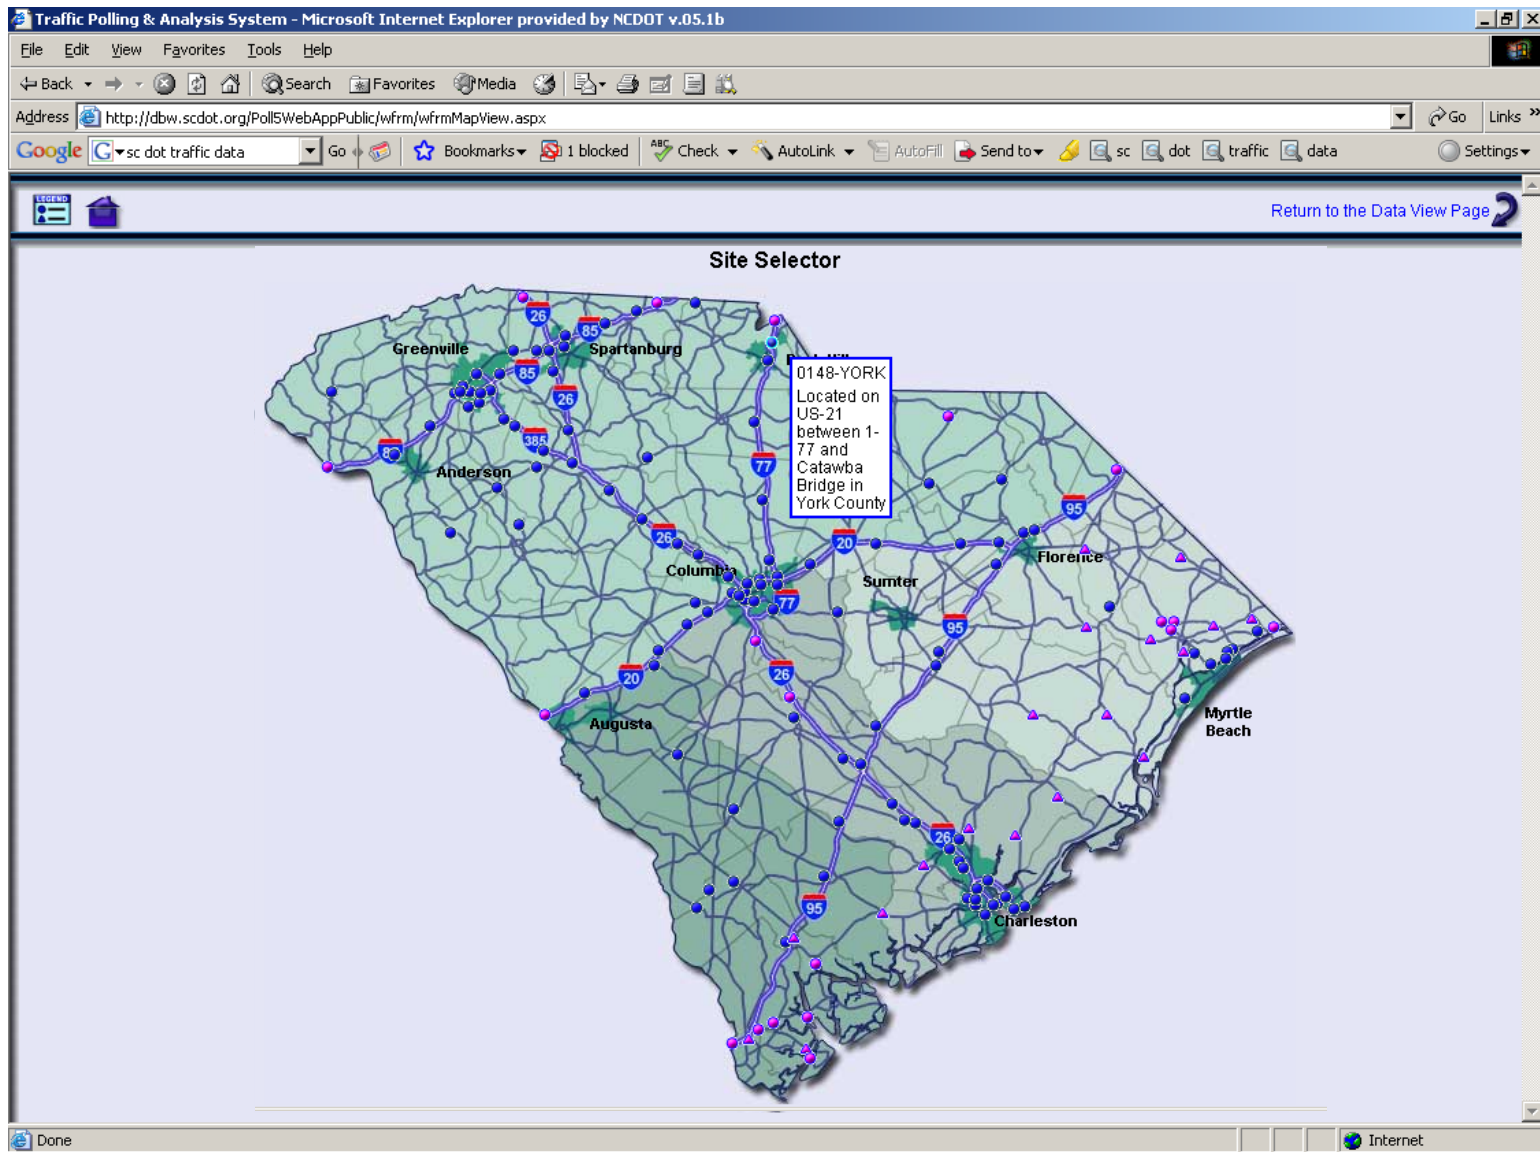 Traffic Polling & Analysis System - Microsoft Internet Explorer provided by NCDOT v.05.1b
File Edit View Favorites Tools Help
Back Search Favorites Media
Address http://dbw.scdot.org/Poll5WebAppPublic/wfrm/wfrmMapView.aspx Go Links »
Google G sc dot traffic data Go Bookmarks 1 blocked ABC Check AutoLink AutoFill Send to sc dot traffic data Settings
LEGEND
Return to the Data View Page
Site Selector
26
85
Greenville
Spartanburg
85
26
0148-YORK
Located on
US-21
between 1-
77 and
Catawba
Bridge in
York County
385
77
Anderson
95
26
20
Florence
Columbia
Sumter
77
95
20
26
Augusta
Myrtle
Beach
26
95
Charleston
Done Internet